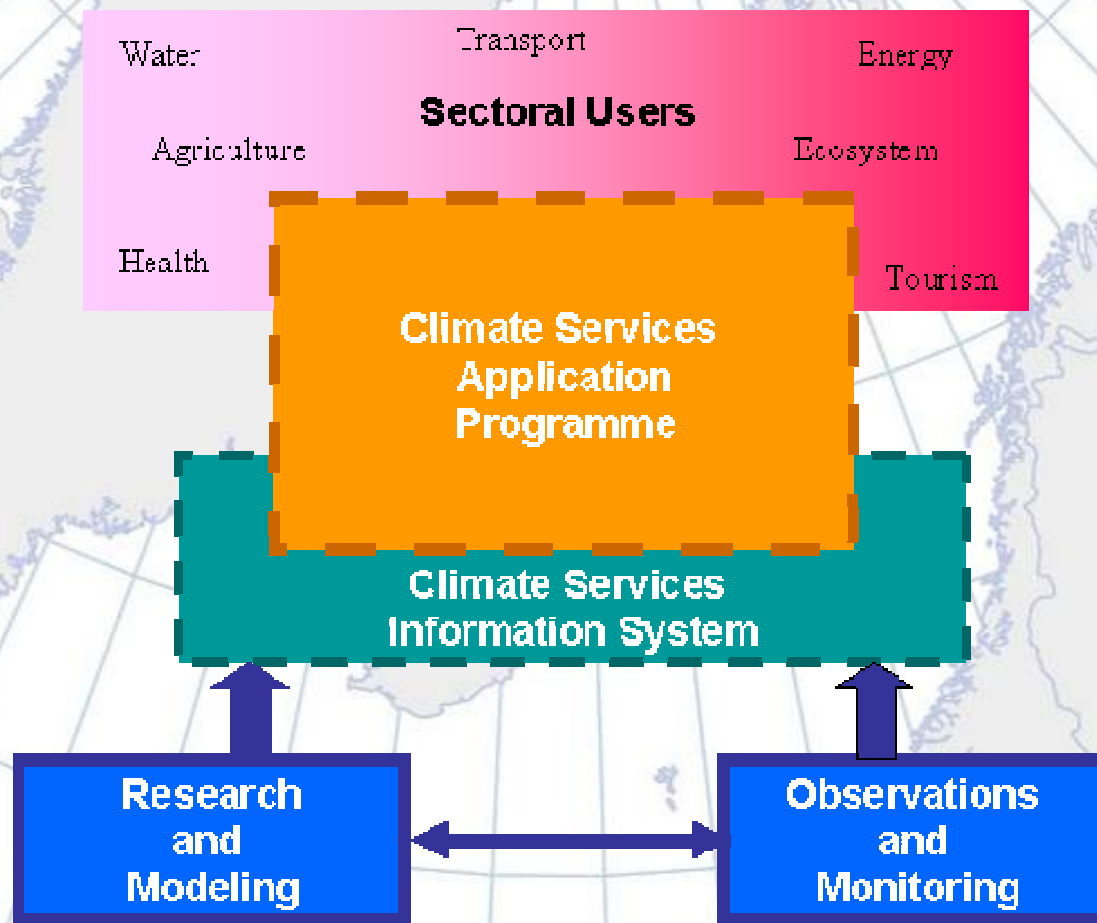 Water
Transport
Energy
Sectoral Users
Agriculture
Ecosystem
Health
Tourism
Climate Services
Application
Programme
Climate Services
Information System
Research
and
Modeling
Observations
and
Monitoring